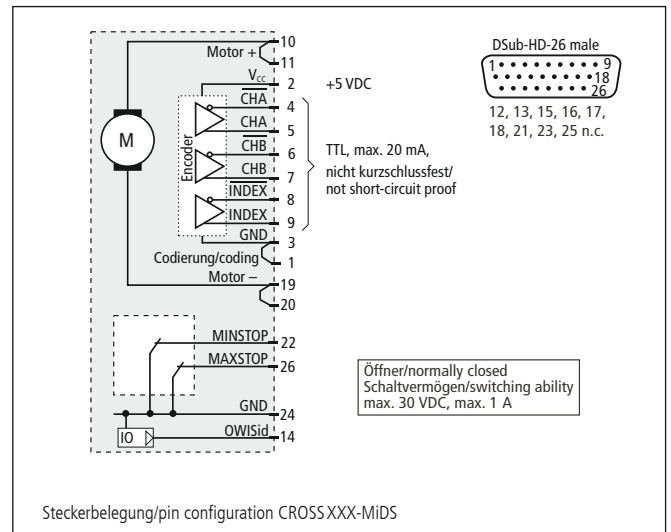 10
Motor +
11
Vcc
2
+5 VDC
CHA
4
CHA
5
CHB
6
CHB
7
INDEX
8
INDEX
9
GND
3
Codierung/coding
1
Motor –
19
20
M
Encoder
TTL, max. 20 mA,
nicht kurzschlussfest/
not short-circuit proof
MINSTOP
22
MAXSTOP
26
GND
24
IO
OWISid
14
DSub-HD-26 male
1
9
18
26
12, 13, 15, 16, 17,
18, 21, 23, 25 n.c.
Öffner/normally closed
Schaltvermögen/switching ability
max. 30 VDC, max. 1 A
Steckerbelegung/pin configuration CROSS XXX-MiDS